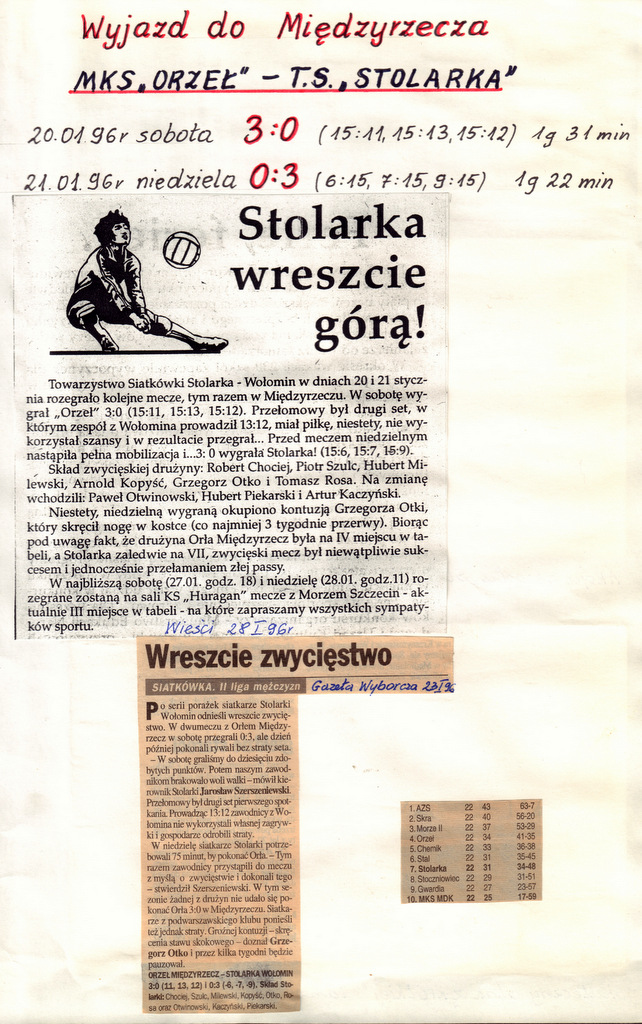 Wyjazd do Międzyrzecza
MKS „ORZEŁ" – T.S. „STOLARKA"
20.01.96r sobota 3:0 (15:11, 15:13, 15:12) 1g 31 min
21.01.96r niedziela 0:3 (6:15, 7:15, 9:15) 1g 22 min
Stolarka
wreszcie
górą!
Towarzystwo Siatkówki Stolarka - Wołomin w dniach 20 i 21 stycz-
nia rozegrało kolejne mecze, tym razem w Międzyrzeczu. W sobotę wy-
grał „Orzeł" 3:0 (15:11, 15:13, 15:12). Przełomowy był drugi set, w
którym zespół z Wołomina prowadził 13:12, miał piłkę, niestety, nie wy-
korzystał szansy i w rezultacie przegrał... Przed meczem niedzielnym
nastąpiła pełna mobilizacja i...3: 0 wygrała Stolarka! (15:6, 15:7, 15:9).
Skład zwycięskiej drużyny: Robert Chociej, Piotr Szulc, Hubert Mi-
lewski, Arnold Kopyść, Grzegorz Otko i Tomasz Rosa. Na zmianę
wchodzili: Paweł Otwinowski, Hubert Piekarski i Artur Kaczyński.
Niestety, niedzielną wygraną okupiono kontuzją Grzegorza Otki,
który skręcił nogę w kostce (co najmniej 3 tygodnie przerwy). Biorąc
pod uwagę fakt, że drużyna Orła Międzyrzecz była na IV miejscu w ta-
beli, a Stolarka zaledwie na VII, zwycięski mecz był niewątpliwie suk-
cesem i jednocześnie przełamaniem złej passy.
W najbliższą sobotę (27.01. godz. 18) i niedzielę (28.01. godz.11) ro-
zegrane zostaną na sali KS „Huragan" mecze z Morzem Szczecin - ak-
tualnie III miejsce w tabeli - na które zapraszamy wszystkich sympaty-
ków sportu.
Wieści 28 I 96r
Wreszcie zwycięstwo
SIATKÓWKA. II liga mężczyzn Gazeta Wyborcza 23 I 96
Po serii porażek siatkarze Stolarki
Wołomin odnieśli wreszcie zwycię-
stwo. W dwumeczu z Orłem Między-
rzecz w sobotę przegrali 0:3, ale dzień
później pokonali rywali bez straty seta.
– W sobotę graliśmy do dziesięciu zdo-
bytych punktów. Potem naszym zawod-
nikom brakowało woli walki – mówił kie-
rownik Stolarki Jarosław Szerszeniewski.
Przełomowy był drugi set pierwszego spot-
kania. Prowadząc 13:12 zawodnicy z Wo-
łomina nie wykorzystali własnej zagryw-
ki i gospodarze odrobili straty.
W niedzielę siatkarze Stolarki potrze-
bowali 75 minut, by pokonać Orła. – Tym
razem zawodnicy przystąpili do meczu
z myślą o zwycięstwie i dokonali tego
– stwierdził Szerszeniewski. W tym se-
zonie żadnej z drużyn nie udało się po-
konać Orła 3:0 w Międzyrzeczu. Siatka-
rze z podwarszawskiego klubu ponieśli
też jednak straty. Groźnej kontuzji – skrę-
cenia stawu skokowego – doznał Grze-
gorz Otko i przez kilka tygodni będzie
pauzował.
ORZEŁ MIĘDZYRZECZ – STOLARKA WOŁOMIN
3:0 (11, 13, 12) i 0:3 (-6, -7, -9). Skład Sto-
larki: Chociej, Szulc, Milewski, Kopyść, Otko, Ro-
sa oraz Otwinowski, Kaczyński, Piekarski.
1. AZS 22 43 63-7
2. Skra 22 40 56-20
3. Morze II 22 37 53-29
4. Orzeł 22 34 41-35
5. Chemik 22 33 36-38
6. Stal 22 31 35-45
7. Stolarka 22 31 34-48
8. Stoczniowiec 22 29 31-51
9. Gwardia 22 27 23-57
10. MKS MDK 22 25 17-59